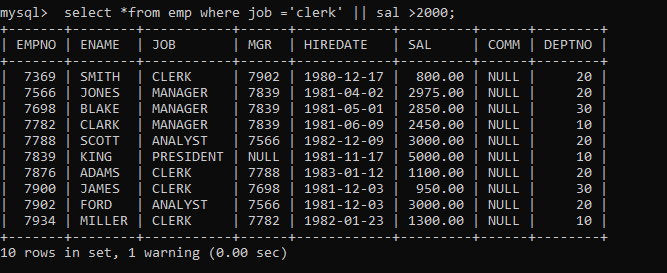 mysql>  select *from emp where job ='clerk' || sal >2000;
+-------+--------+-----------+------+------------+---------+------+--------+
| EMPNO | ENAME  | JOB       | MGR  | HIREDATE   | SAL     | COMM | DEPTNO |
+-------+--------+-----------+------+------------+---------+------+--------+
|  7369 | SMITH  | CLERK     | 7902 | 1980-12-17 |  800.00 | NULL |     20 |
|  7566 | JONES  | MANAGER   | 7839 | 1981-04-02 | 2975.00 | NULL |     20 |
|  7698 | BLAKE  | MANAGER   | 7839 | 1981-05-01 | 2850.00 | NULL |     30 |
|  7782 | CLARK  | MANAGER   | 7839 | 1981-06-09 | 2450.00 | NULL |     10 |
|  7788 | SCOTT  | ANALYST   | 7566 | 1982-12-09 | 3000.00 | NULL |     20 |
|  7839 | KING   | PRESIDENT | NULL | 1981-11-17 | 5000.00 | NULL |     10 |
|  7876 | ADAMS  | CLERK     | 7788 | 1983-01-12 | 1100.00 | NULL |     20 |
|  7900 | JAMES  | CLERK     | 7698 | 1981-12-03 |  950.00 | NULL |     30 |
|  7902 | FORD   | ANALYST   | 7566 | 1981-12-03 | 3000.00 | NULL |     20 |
|  7934 | MILLER | CLERK     | 7782 | 1982-01-23 | 1300.00 | NULL |     10 |
+-------+--------+-----------+------+------------+---------+------+--------+
10 rows in set, 1 warning (0.00 sec)